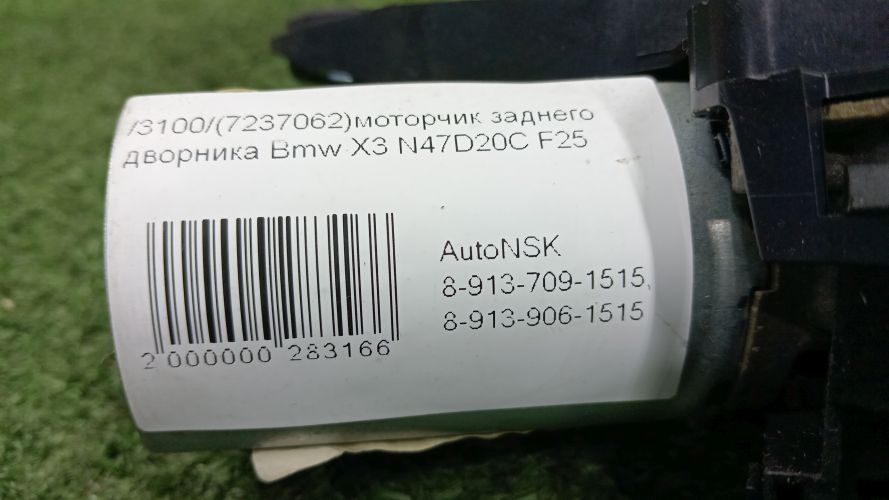 /3100/(7237062)моторчик заднего
дворника Bmw X3 N47D20C F25
AutoNSK
8-913-709-1515,
8-913-906-1515
2 000000 283166